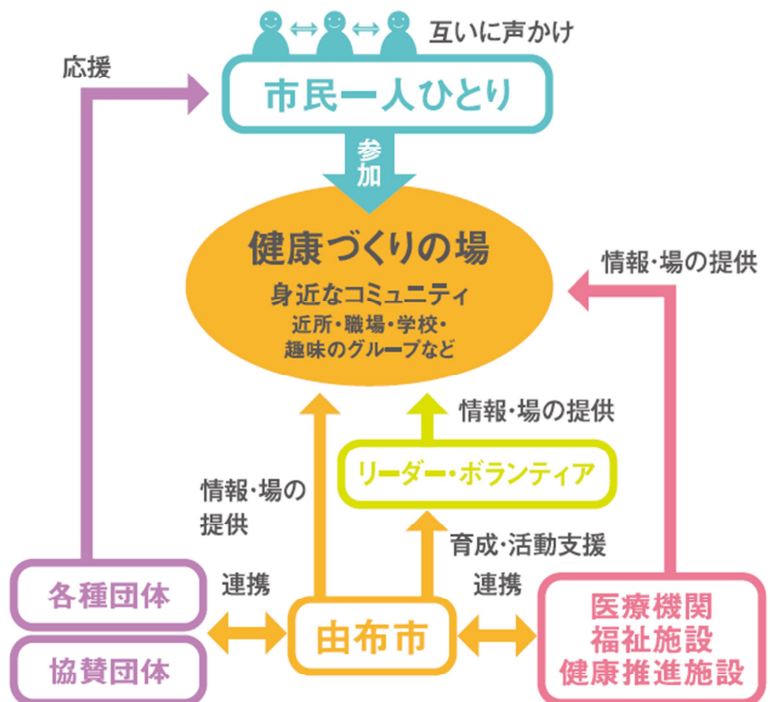 互いに声かけ
応援
市民一人ひとり
参加
健康づくりの場
身近なコミュニティ
近所・職場・学校・
趣味のグループなど
情報・場の提供
情報・場の提供
リーダー・ボランティア
情報・場の
提供
育成・活動支援
各種団体
協賛団体
連携
由布市
連携
医療機関
福祉施設
健康推進施設